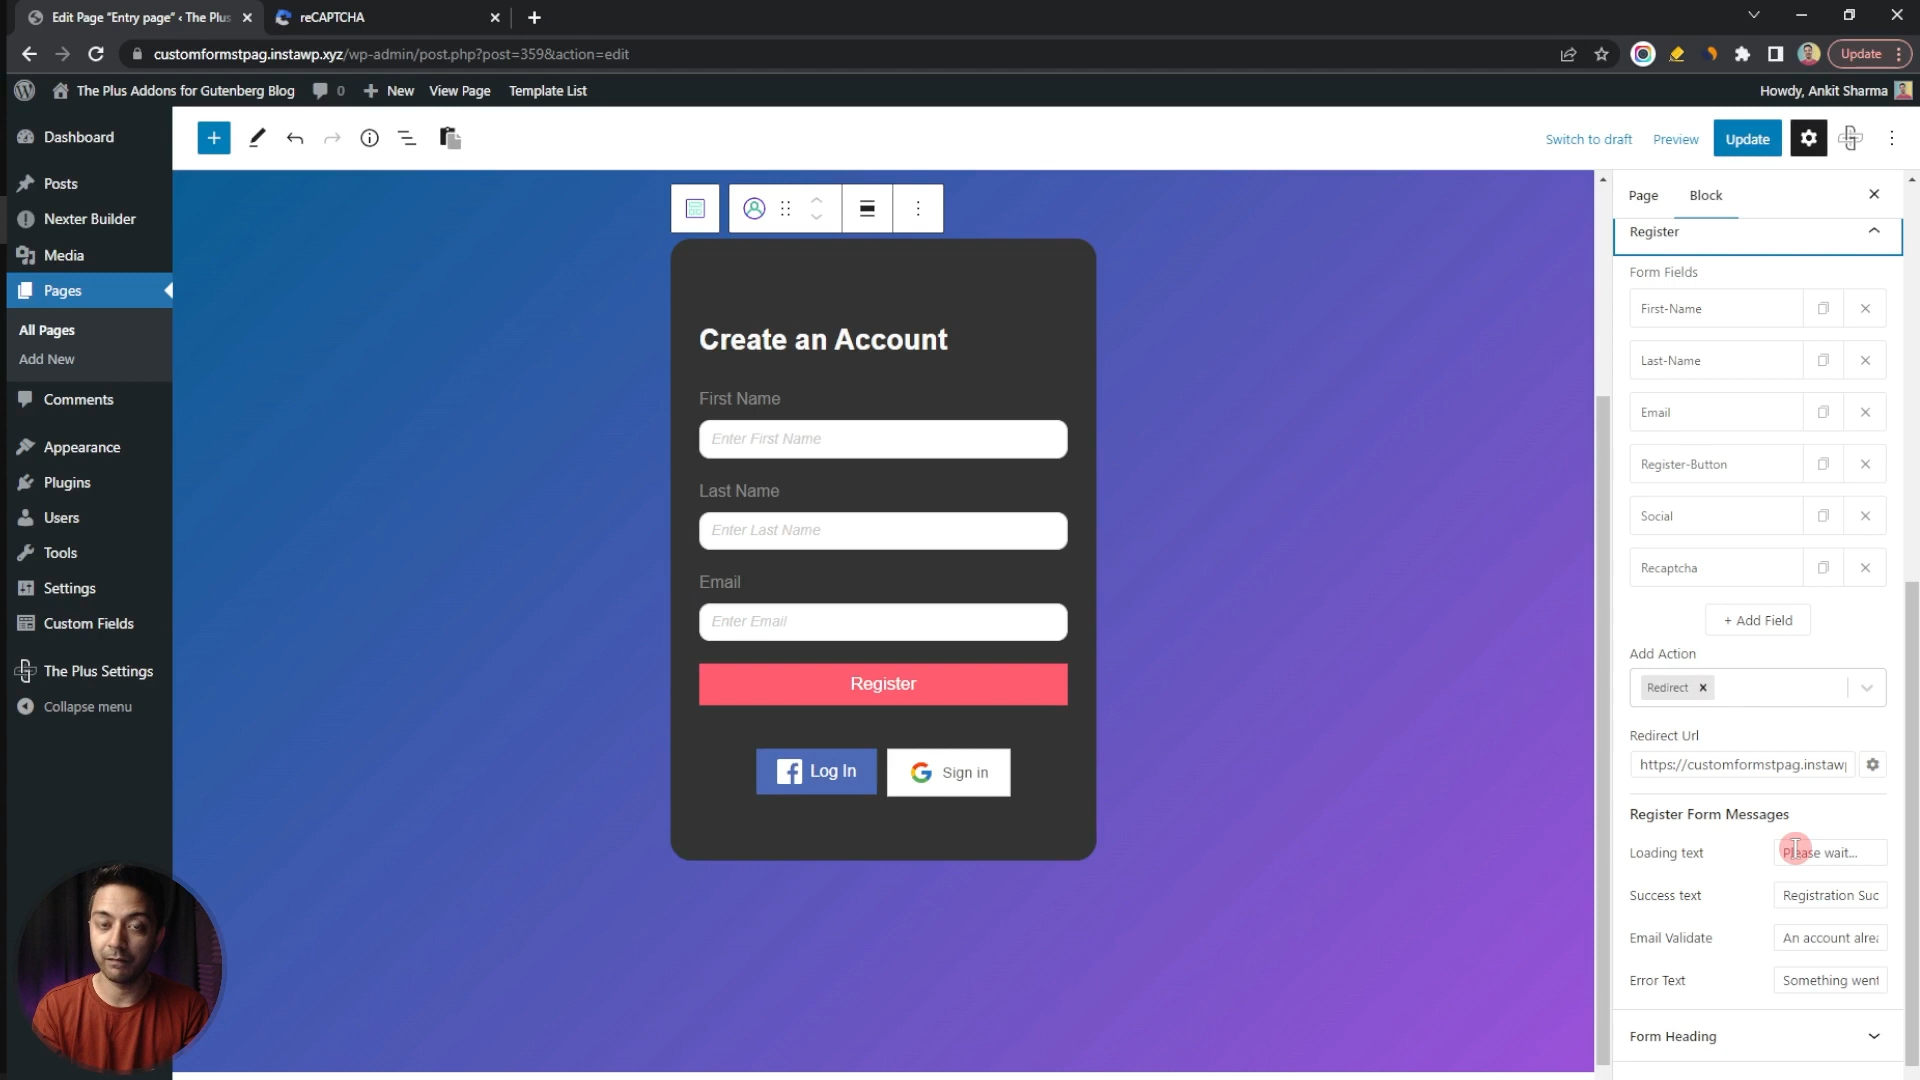 Edit Page "Entry page" ‹ The Plus
reCAPTCHA
customformstpag.instawp.xyz/wp-admin/post.php?post=359&action=edit
Update
The Plus Addons for Gutenberg Blog
0
New
View Page
Template List
Howdy, Ankit Sharma
Dashboard
Posts
Nexter Builder
Media
Pages
All Pages
Add New
Comments
Appearance
Plugins
Users
Tools
Settings
Custom Fields
The Plus Settings
Collapse menu
Switch to draft
Preview
Update
Create an Account
First Name
Enter First Name
Last Name
Enter Last Name
Email
Enter Email
Register
Log In
Sign in
Page
Block
Register
Form Fields
First-Name
Last-Name
Email
Register-Button
Social
Recaptcha
+ Add Field
Add Action
Redirect
Redirect Url
https://customformstpag.instaw
Register Form Messages
Loading text
Please wait...
Success text
Registration Suc
Email Validate
An account alrea
Error Text
Something went
Form Heading